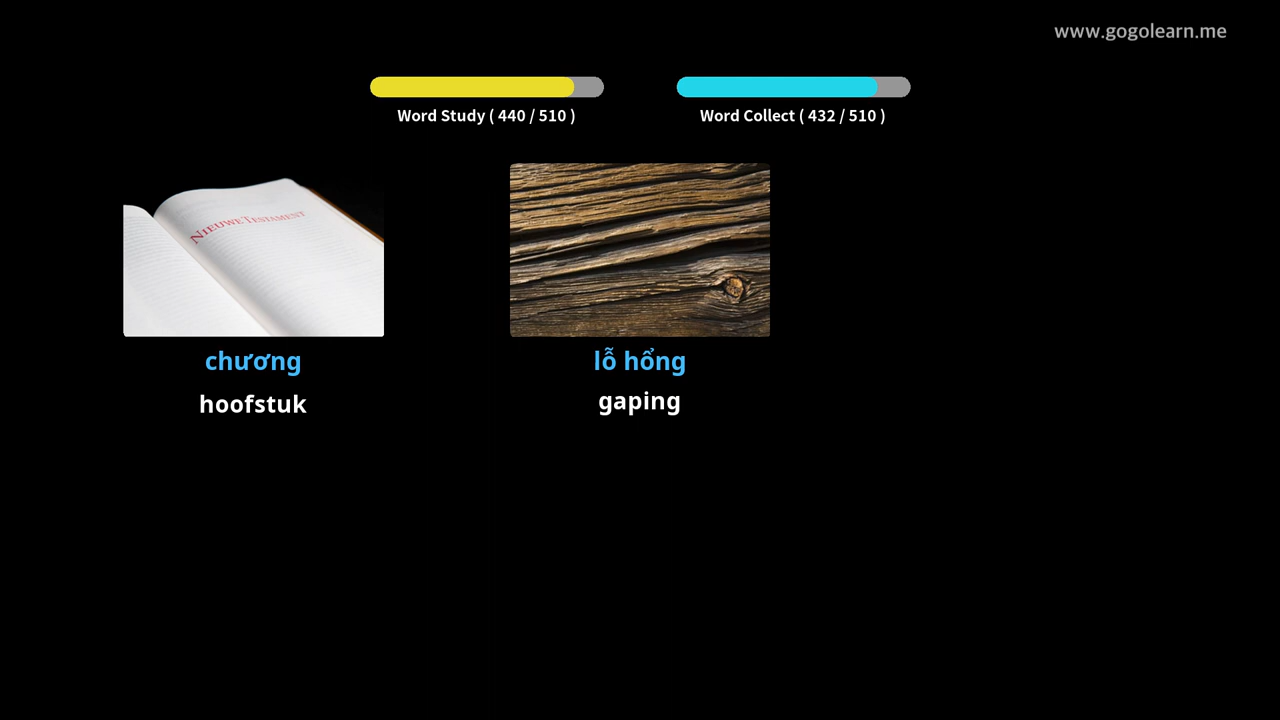 www.gogolearn.me
Word Study ( 440 / 510 )
Word Collect ( 432 / 510 )
NIEUWE TESTAMENT
chương
hoofstuk
lỗ hổng
gaping